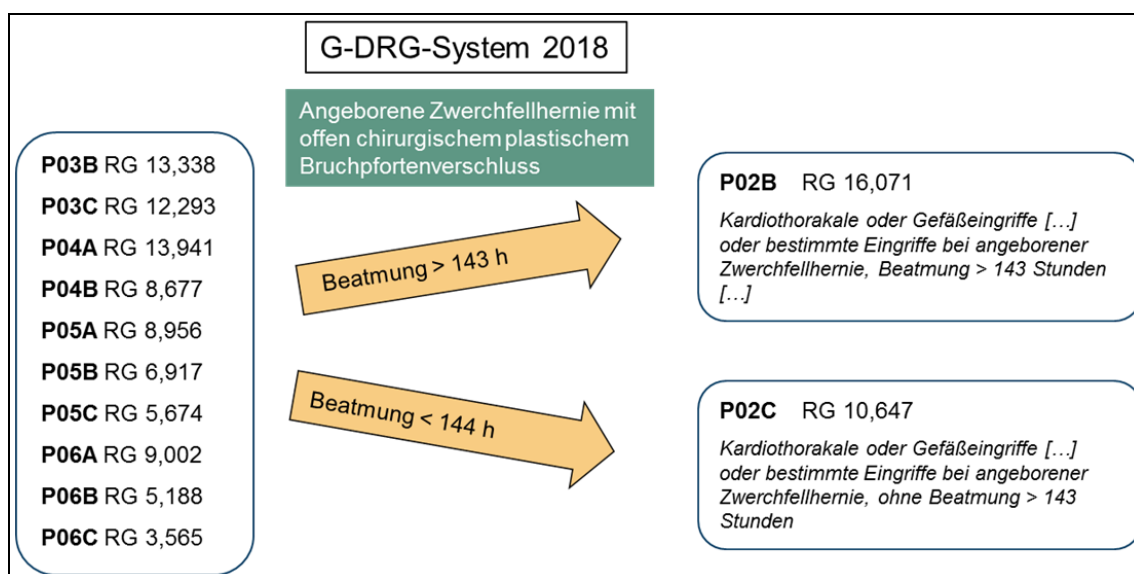 G-DRG-System 2018
Angeborene Zwerchfellhernie mit
offen chirurgischem plastischem
Bruchpfortenverschluss
P03B RG 13,338
P03C RG 12,293
P04A RG 13,941
P04B RG 8,677
P05A RG 8,956
P05B RG 6,917
P05C RG 5,674
P06A RG 9,002
P06B RG 5,188
P06C RG 3,565
Beatmung > 143 h
Beatmung < 144 h
P02B RG 16,071
Kardiothorakale oder Gefäßeingriffe […]
oder bestimmte Eingriffe bei angeborener
Zwerchfellhernie, Beatmung > 143 Stunden
[…]
P02C RG 10,647
Kardiothorakale oder Gefäßeingriffe […]
oder bestimmte Eingriffe bei angeborener
Zwerchfellhernie, ohne Beatmung > 143
Stunden